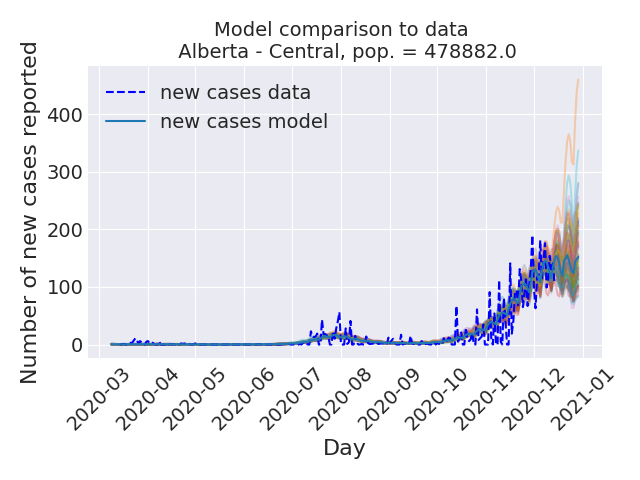 Model comparison to data
Alberta - Central, pop. = 478882.0
Number of new cases reported
new cases data
new cases model
400
300
200
100
0
2020-03
2020-04
2020-05
2020-06
2020-07
2020-08
2020-09
2020-10
2020-11
2020-12
2021-01
Day